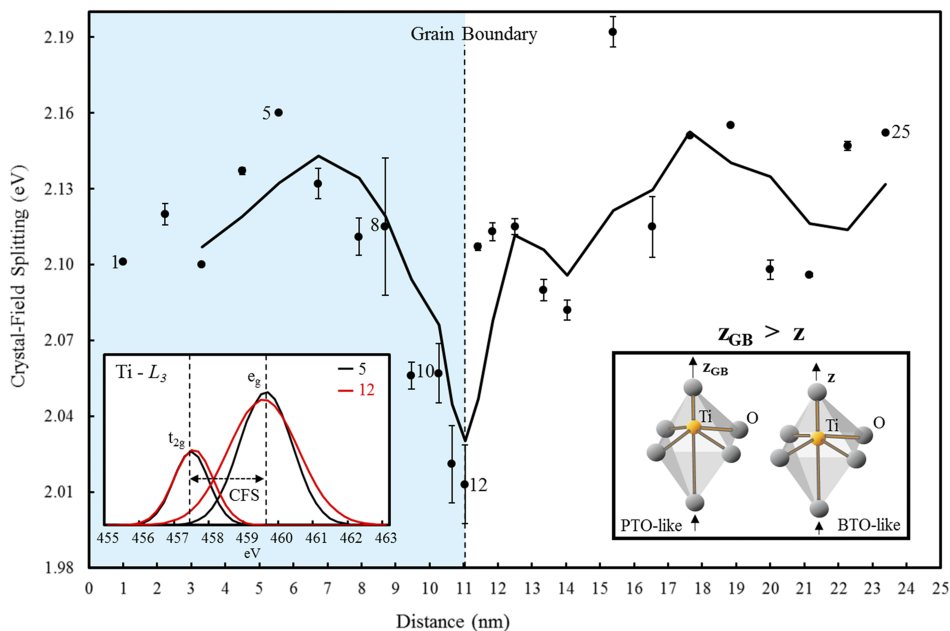 Grain Boundary
2.19
2.16
2.13
2.10
2.07
2.04
2.01
1.98
Crystal-Field Splitting (eV)
1
5
8
10
12
25
z_GB > z
Ti - L3
5
12
e_g
t_2g
CFS
455 456 457 458 459 460 461 462 463
eV
z_GB
Ti
O
PTO-like
z
Ti
O
BTO-like
0 1 2 3 4 5 6 7 8 9 10 11 12 13 14 15 16 17 18 19 20 21 22 23 24 25
Distance (nm)